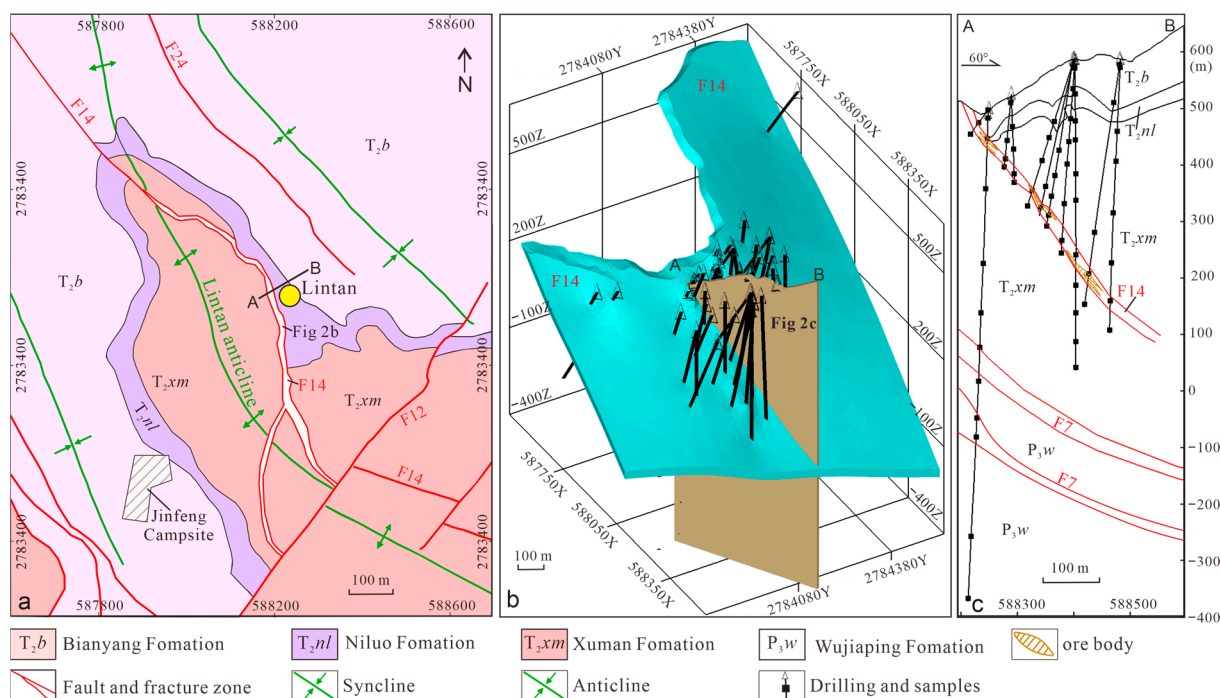 587800
588200
588600
2783400
2783400
2783400
2783400
2783400
2783400
F24
F14
N
T₂b
T₂b
B
A
Lintan
Fig 2b
Lintan anticline
T₂xm
T₂xm
T₂nl
F14
F12
F14
Jinfeng
Campsite
100 m
a
587800
588200
588600
2784380Y
2784080Y
587750X
588050X
588350X
500Z
200Z
-100Z
-400Z
500Z
200Z
-100Z
-400Z
F14
F14
A
B
Fig 2c
587750X
588050X
588350X
2784080Y
2784380Y
100 m
b
A
B
60°
600
(m)
500
400
300
200
100
0
-100
-200
-300
-400
T₂b
T₂nl
T₂xm
T₂xm
F14
F7
P₃w
F7
P₃w
100 m
C
588300
588500
T₂b Bianyang Fomation
T₂nl Niluo Fomation
T₂xm Xuman Fomation
P₃w Wujiaping Fomation
ore body
Fault and fracture zone
Syncline
Anticline
Drilling and samples